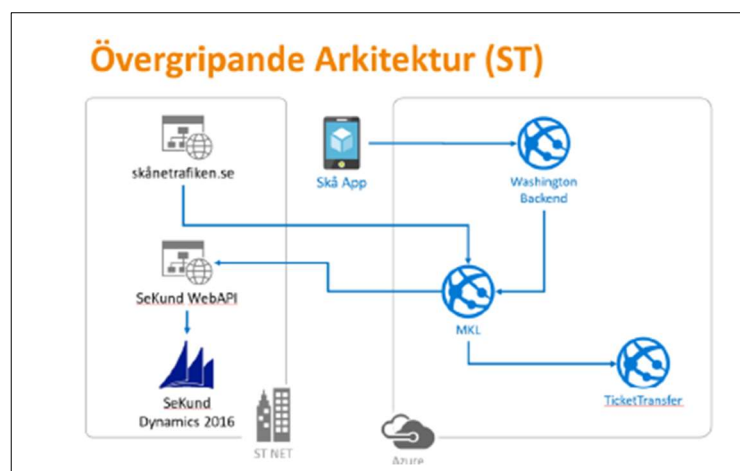 Övergripande Arkitektur (ST)
skånetrafiken.se
Skå App
Washington
Backend
SeKund WebAPI
MKL
SeKund
Dynamics 2016
TicketTransfer
ST NET
Azure